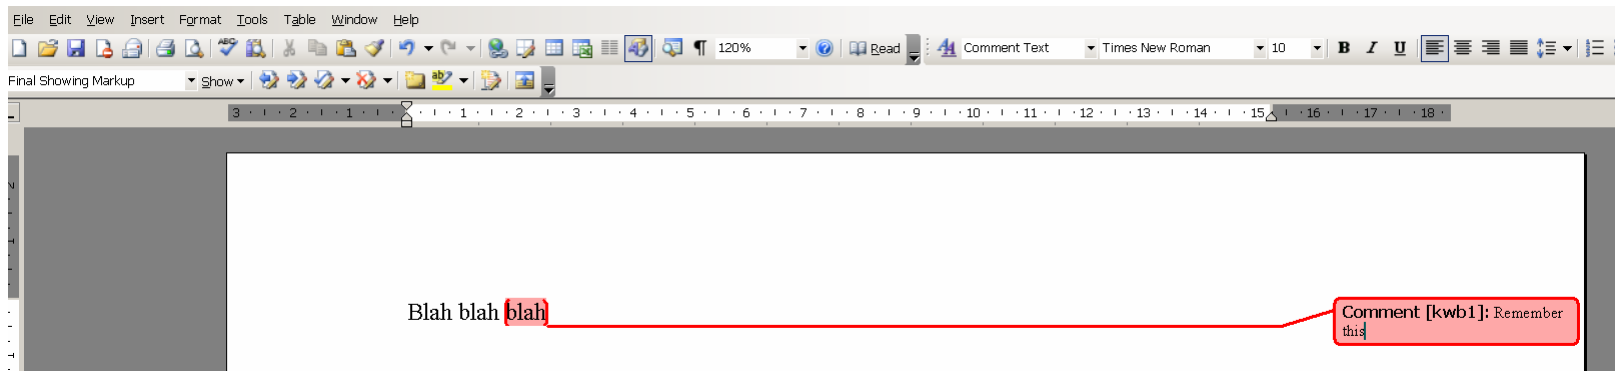 File Edit View Insert Format Tools Table Window Help
ABC 120% Read Comment Text Times New Roman 10 B I U
Final Showing Markup Show ab
3 2 1 1 2 3 4 5 6 7 8 9 10 11 12 13 14 15 16 17 18
Blah blah blah
Comment [kwb1]: Remember
this